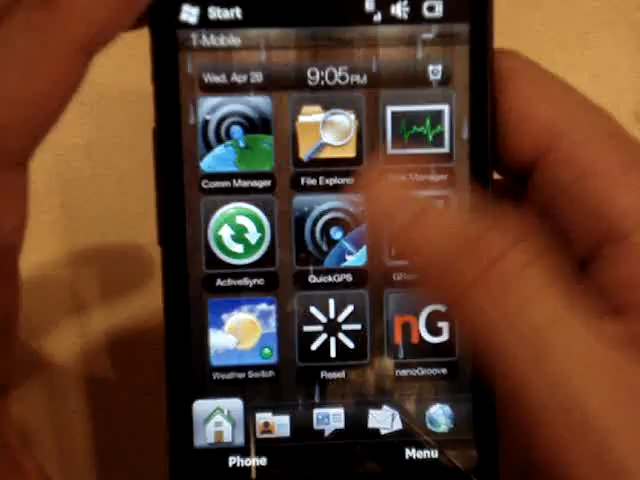 Start
T-Mobile
Wed, Apr 28
9:05PM
Comm Manager
File Explorer
Manager
ActiveSync
QuickGPS
Weather Switch
Reset
nG
nanoGroove
Phone
Menu